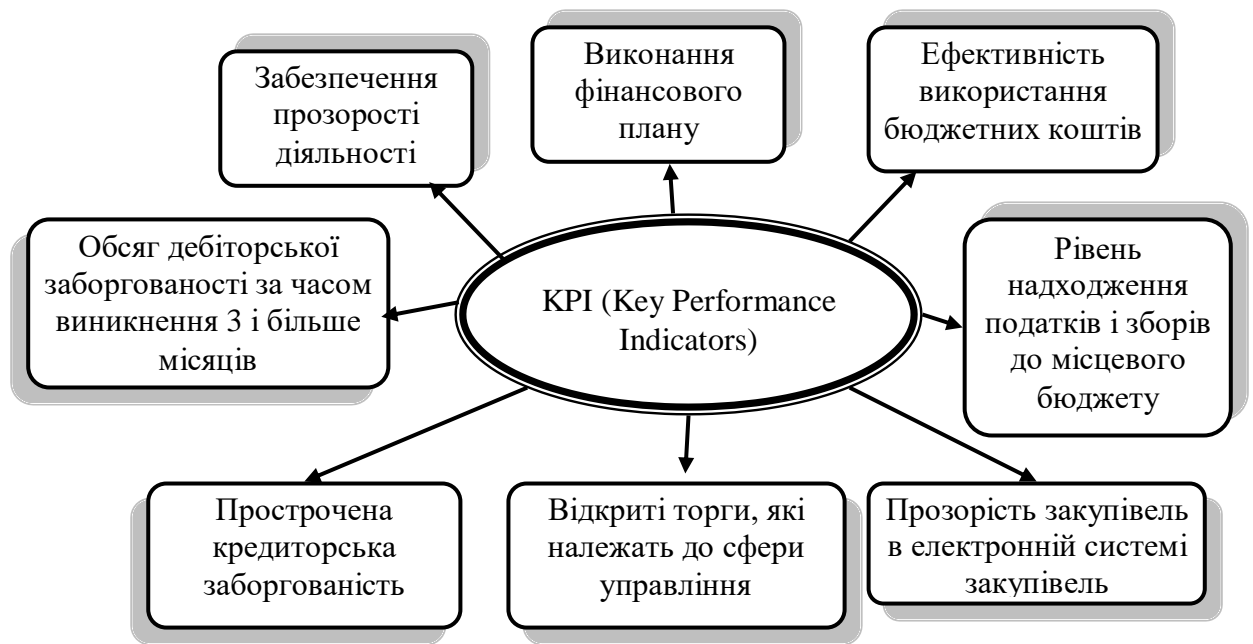 Забезпечення
прозорості
діяльності
Виконання
фінансового
плану
Ефективність
використання
бюджетних коштів
Обсяг дебіторської
заборгованості за часом
виникнення 3 і більше
місяців
KPI (Key Performance
Indicators)
Рівень
надходження
податків і зборів
до місцевого
бюджету
Прострочена
кредиторська
заборгованість
Відкриті торги, які
належать до сфери
управління
Прозорість закупівель
в електронній системі
закупівель